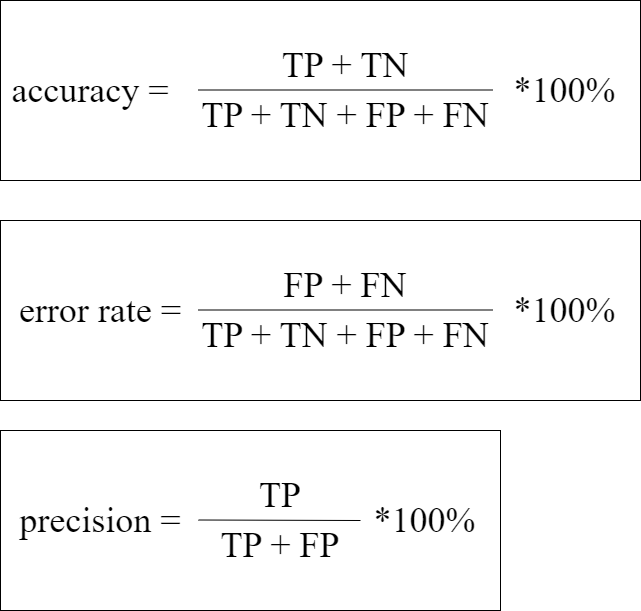 TP + TN
accuracy = *100%
TP + TN + FP + FN
FP + FN
error rate = *100%
TP + TN + FP + FN
TP
precision = *100%
TP + FP